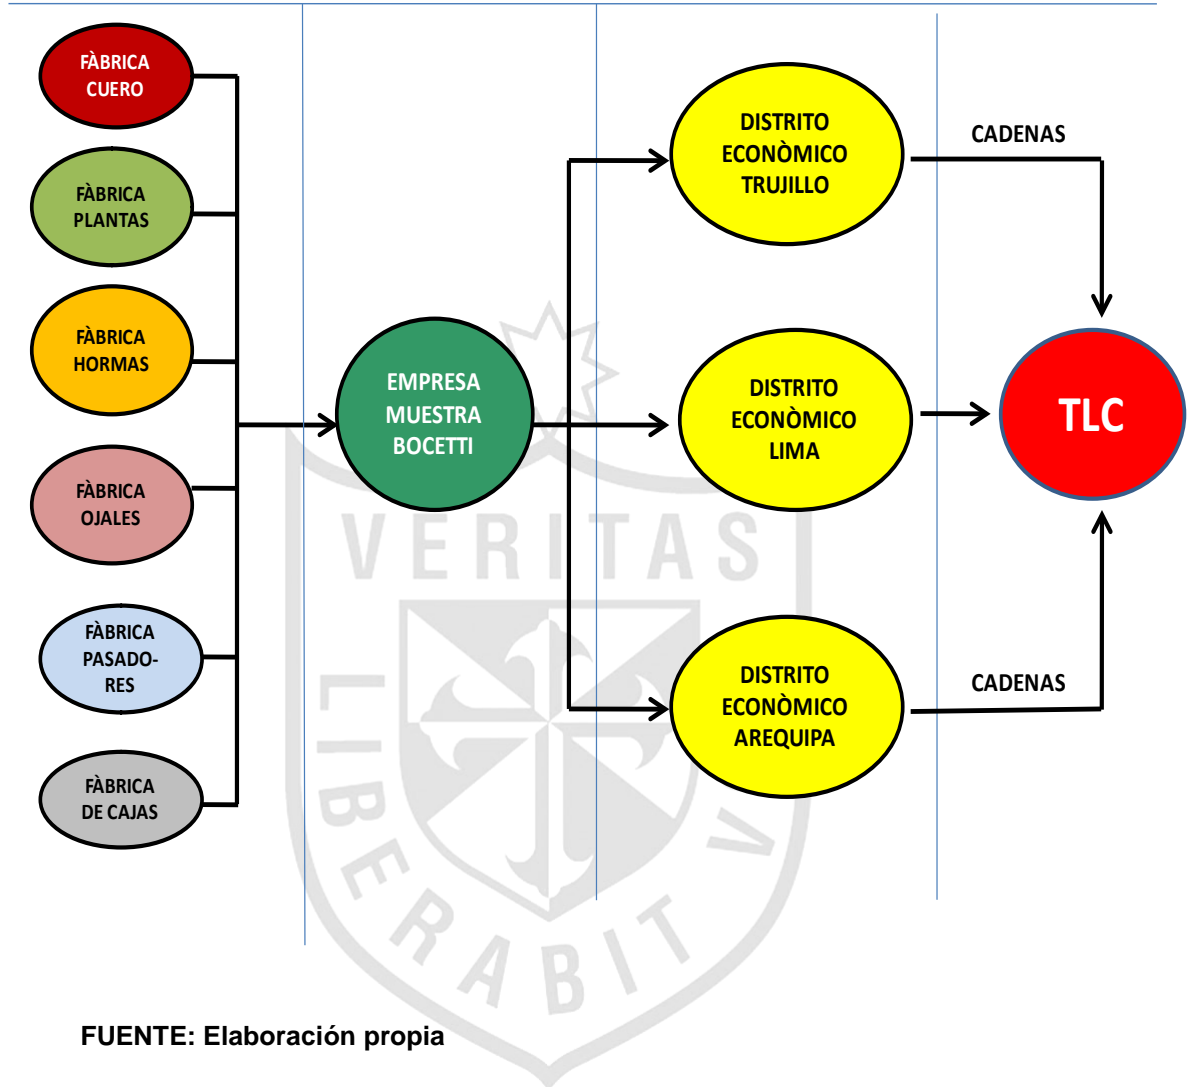 FÀBRICA
CUERO
FÀBRICA
PLANTAS
FÀBRICA
HORMAS
FÀBRICA
OJALES
FÀBRICA
PASADO-
RES
FÀBRICA
DE CAJAS
EMPRESA
MUESTRA
BOCETTI
DISTRITO
ECONÒMICO
TRUJILLO
DISTRITO
ECONÒMICO
LIMA
DISTRITO
ECONÒMICO
AREQUIPA
CADENAS
CADENAS
TLC
VERITAS
LIBERABIT V
FUENTE: Elaboración propia